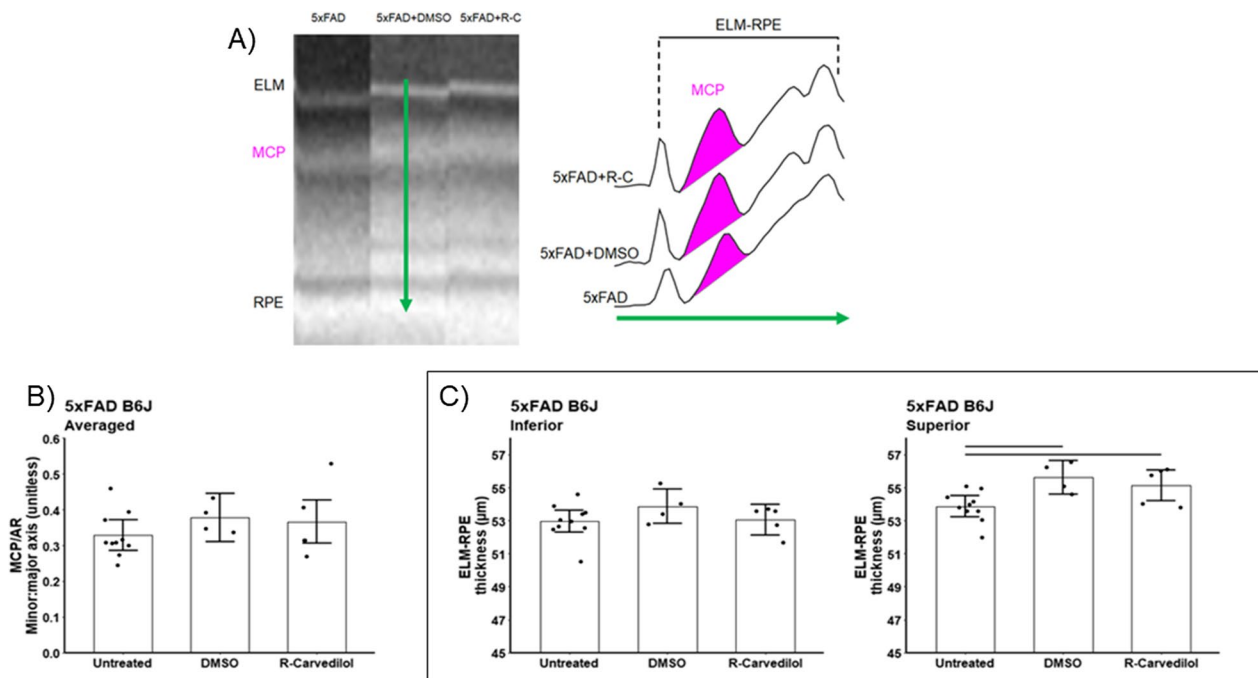 A)
5xFAD 5xFAD+DMSO 5xFAD+R-C
ELM
MCP
RPE
ELM-RPE
MCP
5xFAD+R-C
5xFAD+DMSO
5xFAD
B)
5xFAD B6J
Averaged
MCP/AR
Minor:major axis (unitless)
0.6
0.5
0.4
0.3
0.2
0.1
0.0
Untreated DMSO R-Carvedilol
C)
5xFAD B6J
Inferior
ELM-RPE
thickness (µm)
57
55
53
51
49
47
45
Untreated DMSO R-Carvedilol
5xFAD B6J
Superior
ELM-RPE
thickness (µm)
57
55
53
51
49
47
45
Untreated DMSO R-Carvedilol